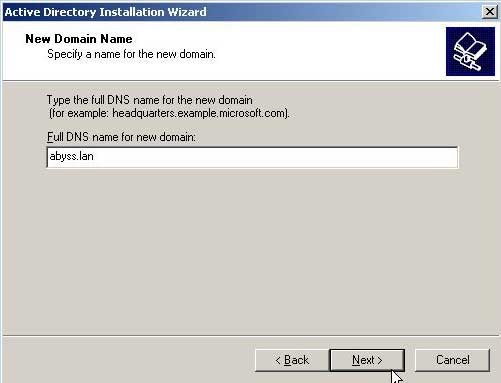 Active Directory Installation Wizard
New Domain Name
Specify a name for the new domain.
Type the full DNS name for the new domain
(for example: headquarters.example.microsoft.com).
Full DNS name for new domain:
abyss.lan
< Back
Next >
Cancel